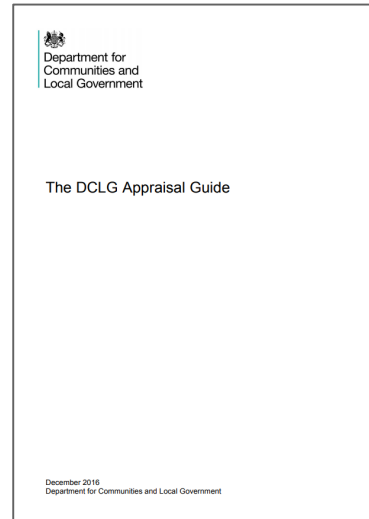 Department for
Communities and
Local Government
The DCLG Appraisal Guide
December 2016
Department for Communities and Local Government